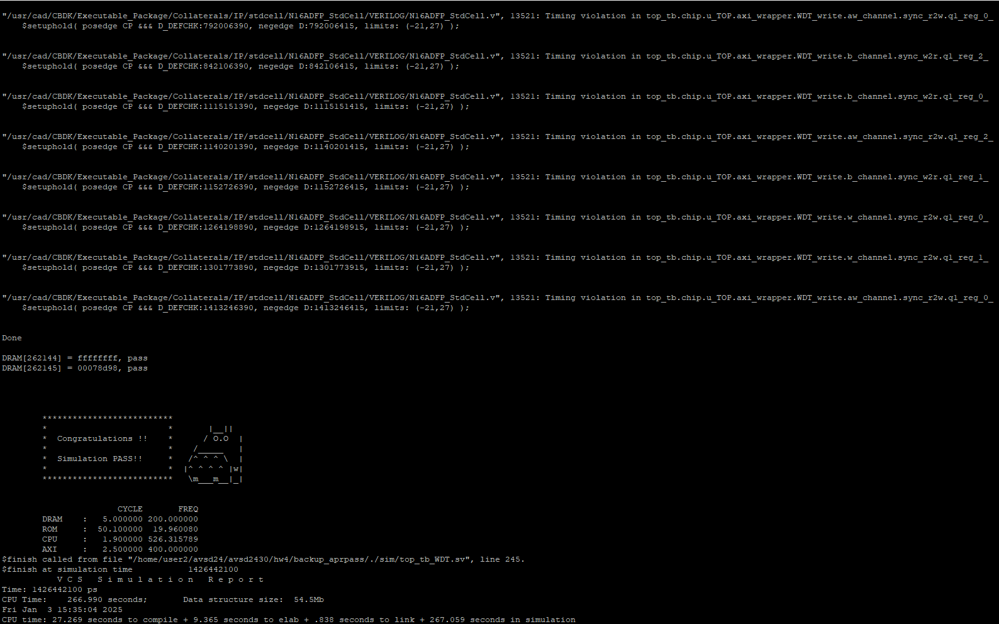 "/usr/cad/CBDK/Executable_Package/Collaterals/IP/stdcell/N16ADFP_StdCell/VERILOG/N16ADFP_StdCell.v", 13521: Timing violation in top_tb.chip.u_TOP.axi_wrapper.WDT_write.aw_channel.sync_r2w.q1_reg_0_
    $setuphold( posedge CP &&& D_DEFCHK:792006390, negedge D:792006415, limits: (-21,27) );
"/usr/cad/CBDK/Executable_Package/Collaterals/IP/stdcell/N16ADFP_StdCell/VERILOG/N16ADFP_StdCell.v", 13521: Timing violation in top_tb.chip.u_TOP.axi_wrapper.WDT_write.b_channel.sync_w2r.q1_reg_2_
    $setuphold( posedge CP &&& D_DEFCHK:842106390, negedge D:842106415, limits: (-21,27) );
"/usr/cad/CBDK/Executable_Package/Collaterals/IP/stdcell/N16ADFP_StdCell/VERILOG/N16ADFP_StdCell.v", 13521: Timing violation in top_tb.chip.u_TOP.axi_wrapper.WDT_write.b_channel.sync_w2r.q1_reg_0_
    $setuphold( posedge CP &&& D_DEFCHK:1115151390, negedge D:1115151415, limits: (-21,27) );
"/usr/cad/CBDK/Executable_Package/Collaterals/IP/stdcell/N16ADFP_StdCell/VERILOG/N16ADFP_StdCell.v", 13521: Timing violation in top_tb.chip.u_TOP.axi_wrapper.WDT_write.aw_channel.sync_r2w.q1_reg_2_
    $setuphold( posedge CP &&& D_DEFCHK:1140201390, negedge D:1140201415, limits: (-21,27) );
"/usr/cad/CBDK/Executable_Package/Collaterals/IP/stdcell/N16ADFP_StdCell/VERILOG/N16ADFP_StdCell.v", 13521: Timing violation in top_tb.chip.u_TOP.axi_wrapper.WDT_write.b_channel.sync_w2r.q1_reg_1_
    $setuphold( posedge CP &&& D_DEFCHK:1152726390, negedge D:1152726415, limits: (-21,27) );
"/usr/cad/CBDK/Executable_Package/Collaterals/IP/stdcell/N16ADFP_StdCell/VERILOG/N16ADFP_StdCell.v", 13521: Timing violation in top_tb.chip.u_TOP.axi_wrapper.WDT_write.w_channel.sync_r2w.q1_reg_0_
    $setuphold( posedge CP &&& D_DEFCHK:1264198890, negedge D:1264198915, limits: (-21,27) );
"/usr/cad/CBDK/Executable_Package/Collaterals/IP/stdcell/N16ADFP_StdCell/VERILOG/N16ADFP_StdCell.v", 13521: Timing violation in top_tb.chip.u_TOP.axi_wrapper.WDT_write.w_channel.sync_r2w.q1_reg_1_
    $setuphold( posedge CP &&& D_DEFCHK:1301773890, negedge D:1301773915, limits: (-21,27) );
"/usr/cad/CBDK/Executable_Package/Collaterals/IP/stdcell/N16ADFP_StdCell/VERILOG/N16ADFP_StdCell.v", 13521: Timing violation in top_tb.chip.u_TOP.axi_wrapper.WDT_write.aw_channel.sync_r2w.q1_reg_0_
    $setuphold( posedge CP &&& D_DEFCHK:1413246390, negedge D:1413246415, limits: (-21,27) );
Done
DRAM[262144] = ffffffff, pass
DRAM[262145] = 00078d98, pass
        **************************
        *                        *       |__||
        *  Congratulations !!    *      / O.O  |
        *                        *    /_____   |
        *  Simulation PASS!!     *   /^ ^ ^ \  |
        *                        *  |^ ^ ^ ^ |w|
        **************************   \m___m__|_|
                       CYCLE       FREQ
        DRAM    :   5.000000 200.000000
        ROM     :  50.100000  19.960080
        CPU     :   1.900000 526.315789
        AXI     :   2.500000 400.000000
$finish called from file "/home/user2/avsd24/avsd2430/hw4/backup_aprpass/./sim/top_tb_WDT.sv", line 245.
$finish at simulation time           1426442100
           V C S   S i m u l a t i o n   R e p o r t
Time: 1426442100 ps
CPU Time:    266.990 seconds;       Data structure size:  54.5Mb
Fri Jan  3 15:35:04 2025
CPU time: 27.269 seconds to compile + 9.365 seconds to elab + .838 seconds to link + 267.059 seconds in simulation